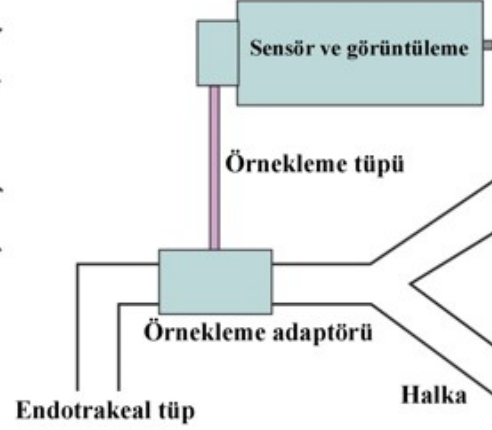 Sensör ve görüntüleme
Örnekleme tüpü
Örnekleme adaptörü
Halka
Endotrakeal tüp